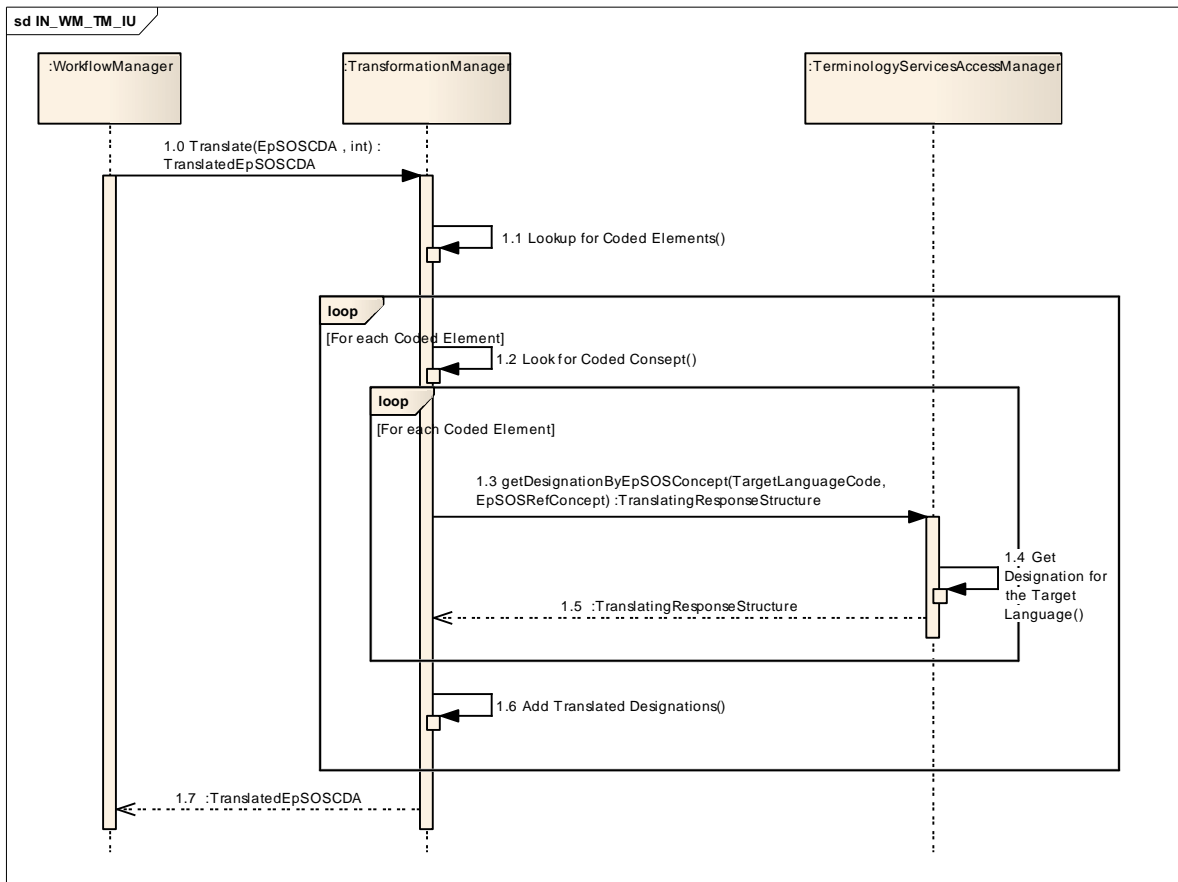 sd IN_WM_TM_IU
:WorkflowManager
:TransformationManager
:TerminologyServicesAccessManager
1.0 Translate(EpSOSCDA , int) :
TranslatedEpSOSCDA
1.1 Lookup for Coded Elements()
loop
[For each Coded Element]
1.2 Look for Coded Consept()
loop
[For each Coded Element]
1.3 getDesignationByEpSOSConcept(TargetLanguageCode,
EpSOSRefConcept) :TranslatingResponseStructure
1.4 Get
Designation for
the Target
Language()
1.5 :TranslatingResponseStructure
1.6 Add Translated Designations()
1.7 :TranslatedEpSOSCDA